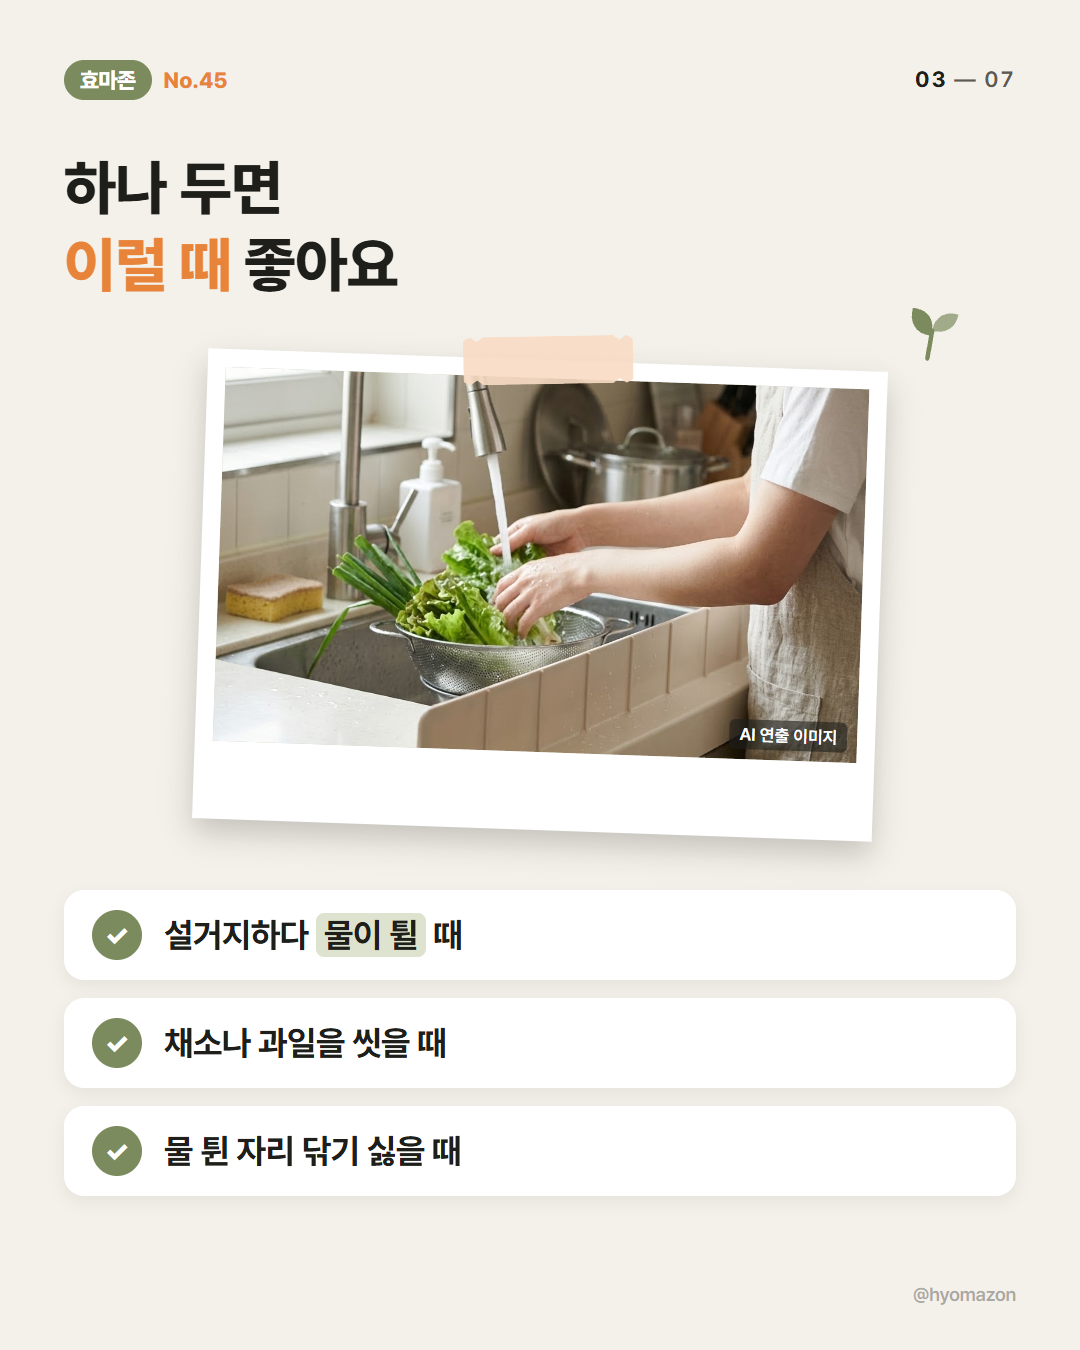 효마존 No.45
03 — 07
하나 두면
이럴 때 좋아요
AI 연출 이미지
설거지하다 물이 튈 때
채소나 과일을 씻을 때
물 튄 자리 닦기 싫을 때
@hyomazon